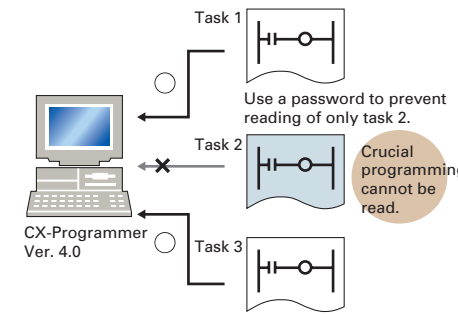 Task 1
Use a password to prevent
reading of only task 2.
Task 2
Crucial
programming
cannot be
read.
CX-Programmer
Ver. 4.0
Task 3